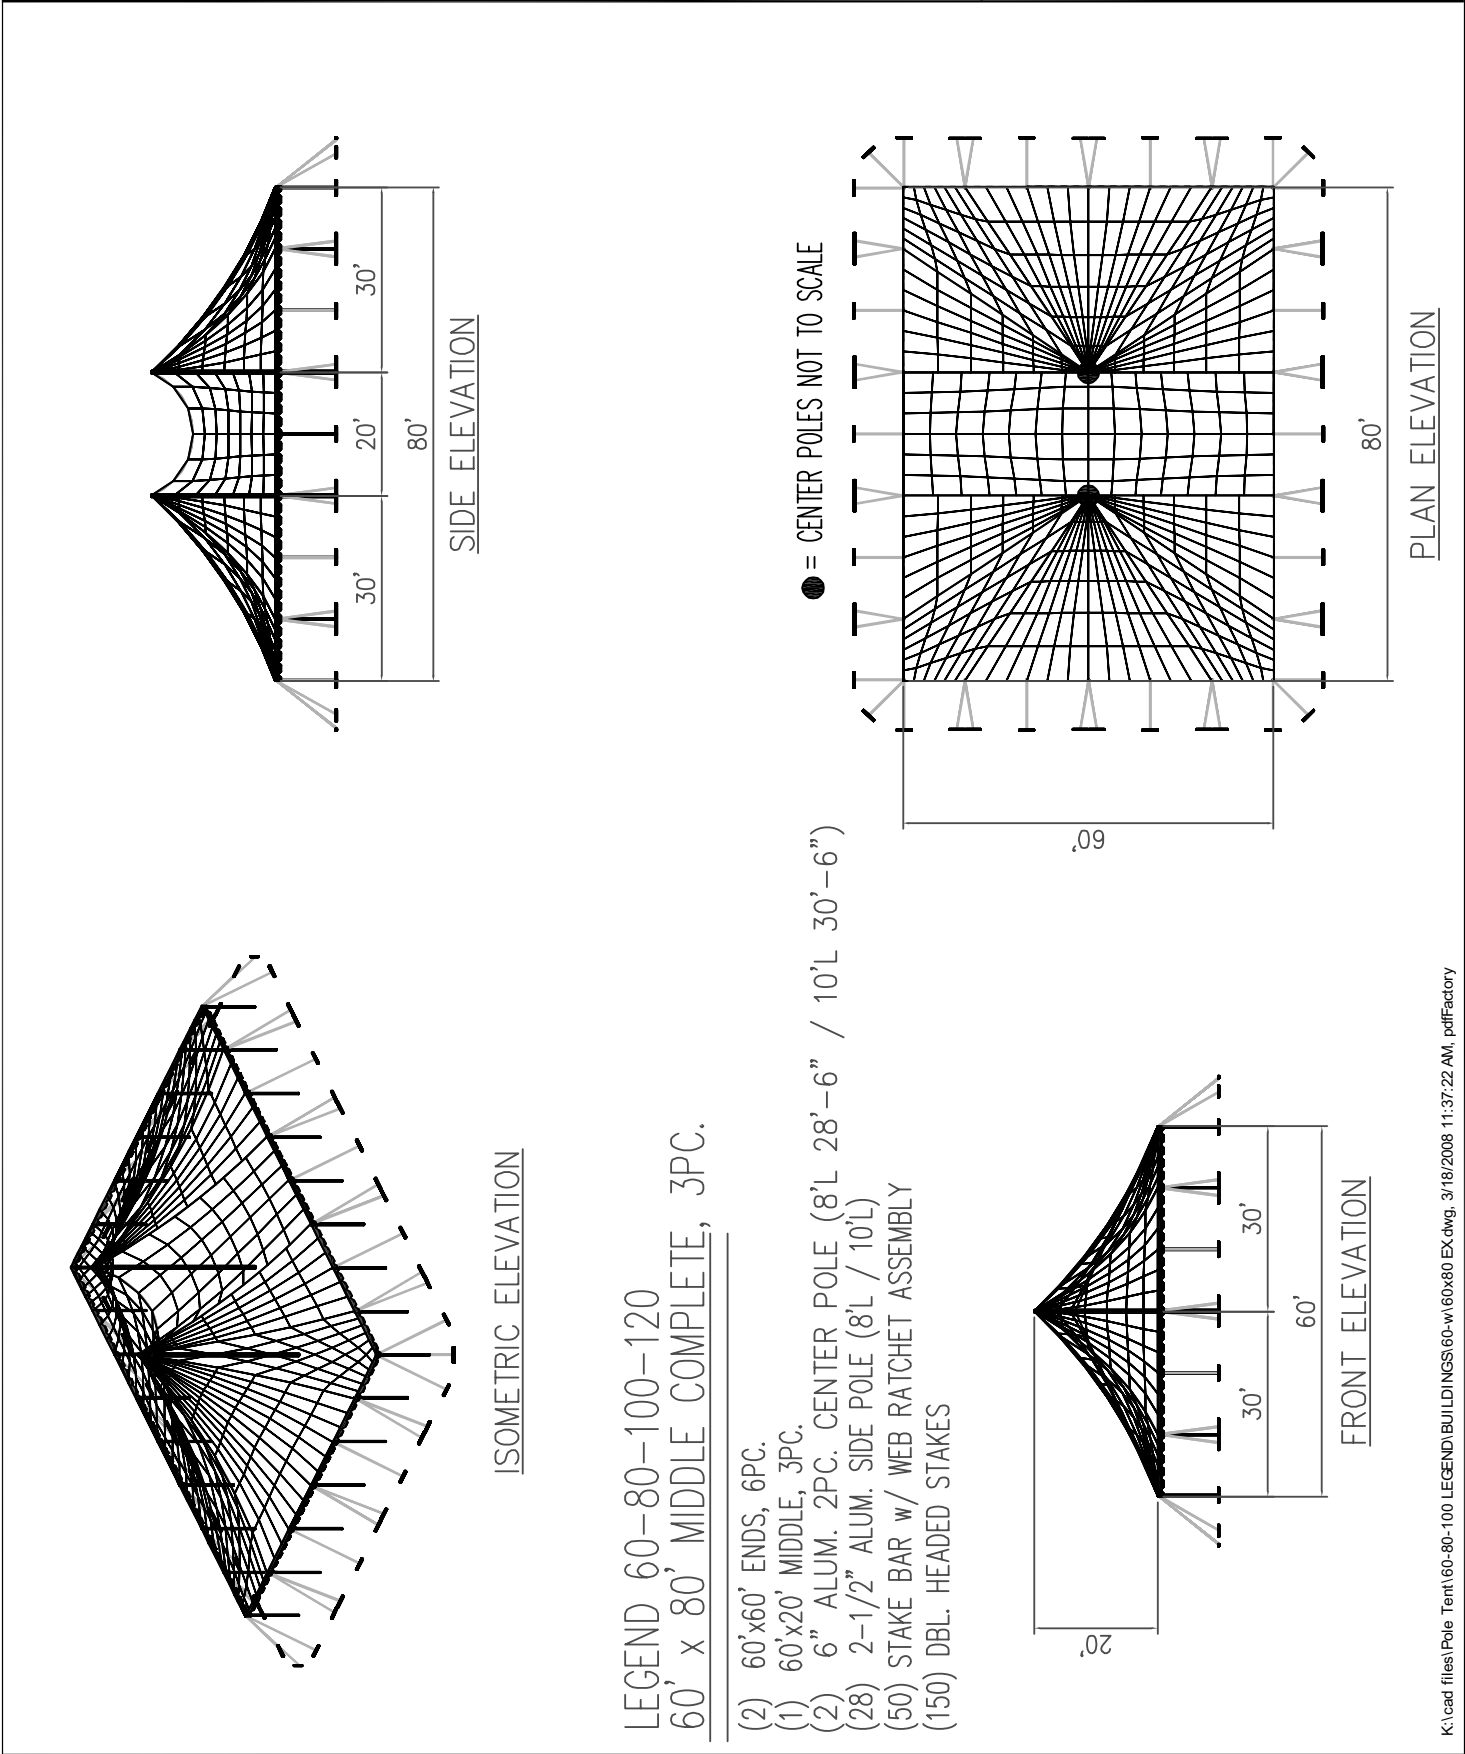 ISOMETRIC ELEVATION
30'
20'
30'
80'
SIDE ELEVATION
LEGEND 60-80-100-120
60' x 80' MIDDLE COMPLETE, 3PC.
(2) 60'x60' ENDS, 6PC.
(1) 60'x20' MIDDLE, 3PC.
(2) 6" ALUM. 2PC. CENTER POLE (8'L 28'-6" / 10'L 30'-6")
(28) 2-1/2" ALUM. SIDE POLE (8'L / 10'L)
(50) STAKE BAR w/ WEB RATCHET ASSEMBLY
(150) DBL. HEADED STAKES
= CENTER POLES NOT TO SCALE
60'
80'
PLAN ELEVATION
20'
30'
30'
60'
FRONT ELEVATION
K:\cad files\Pole Tent\60-80-100 LEGEND\BUILDINGS\60-w\60x80 EX.dwg, 3/18/2008 11:37:22 AM, pdfFactory